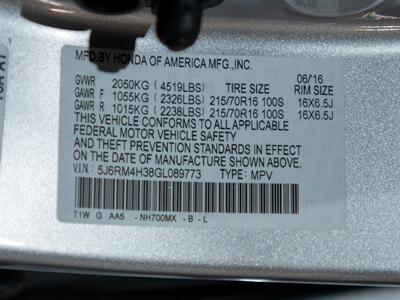 MFD.BY HONDA OF AMERICA MFG.,INC.
06/16
GVWR 2050KG (4519LBS) TIRE SIZE RIM SIZE
GAWR F 1055KG (2326LBS) 215/70R16 100S 16X6.5J
GAWR R 1015KG (2238LBS) 215/70R16 100S 16X6.5J
THIS VEHICLE CONFORMS TO ALL APPLICABLE
FEDERAL MOTOR VEHICLE SAFETY
AND THEFT PREVENTION STANDARDS IN EFFECT
ON THE DATE OF MANUFACTURE SHOWN ABOVE.
V.I.N.: 5J6RM4H38GL089773 TYPE: MPV
T1W G AA5 - NH700MX - B - L